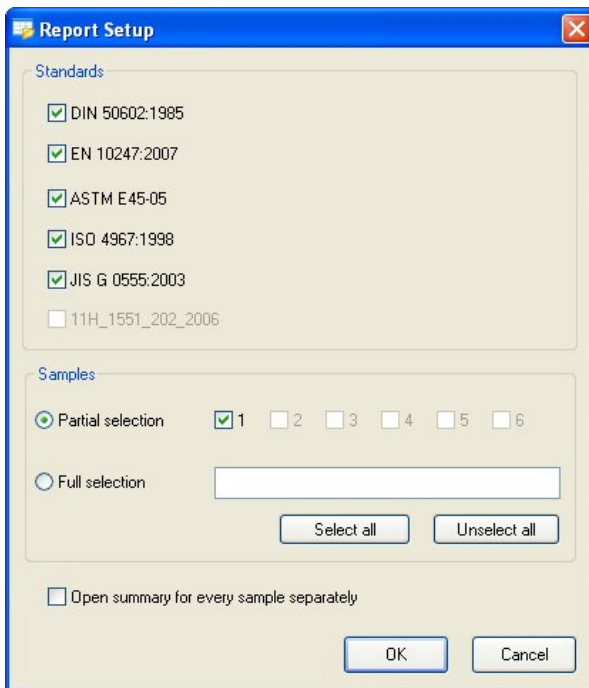 Report Setup
Standards
DIN 50602:1985
EN 10247:2007
ASTM E45-05
ISO 4967:1998
JIS G 0555:2003
11H_1551_202_2006
Samples
Partial selection 1 2 3 4 5 6
Full selection
Select all Unselect all
Open summary for every sample separately
OK Cancel